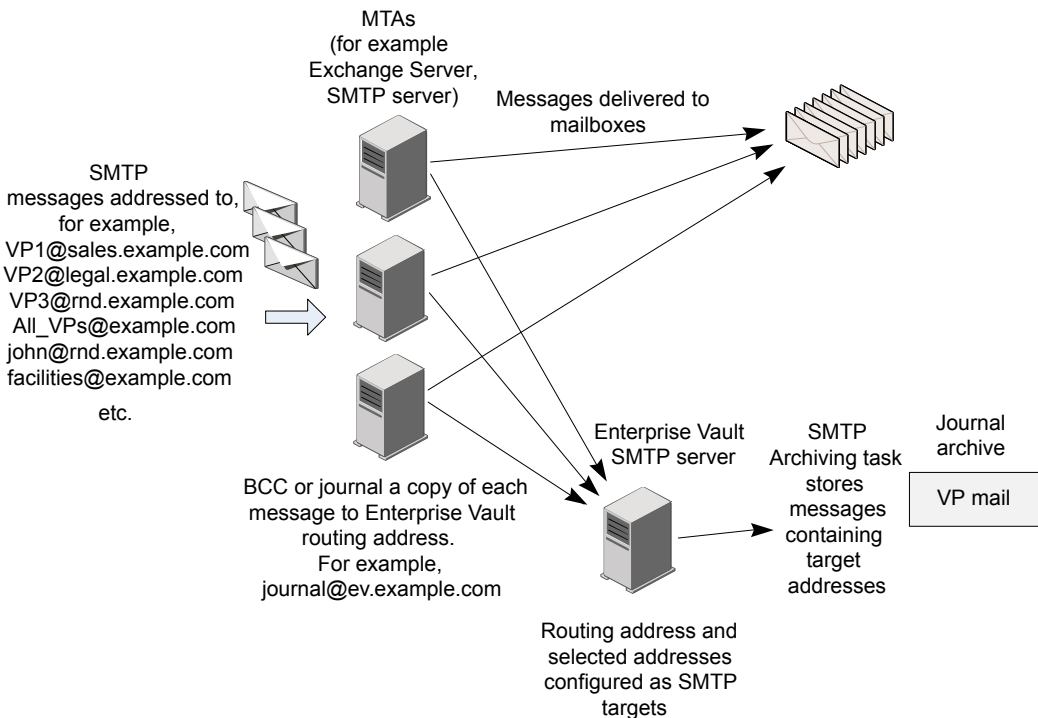 MTAs
(for example
Exchange Server,
SMTP server)
Messages delivered to
mailboxes
SMTP
messages addressed to,
for example,
VP1@sales.example.com
VP2@legal.example.com
VP3@rnd.example.com
All_VPs@example.com
john@rnd.example.com
facilities@example.com
etc.
BCC or journal a copy of each
message to Enterprise Vault
routing address.
For example,
journal@ev.example.com
Enterprise Vault
SMTP server
Routing address and
selected addresses
configured as SMTP
targets
SMTP
Archiving task
stores
messages
containing
target
addresses
Journal
archive
VP mail